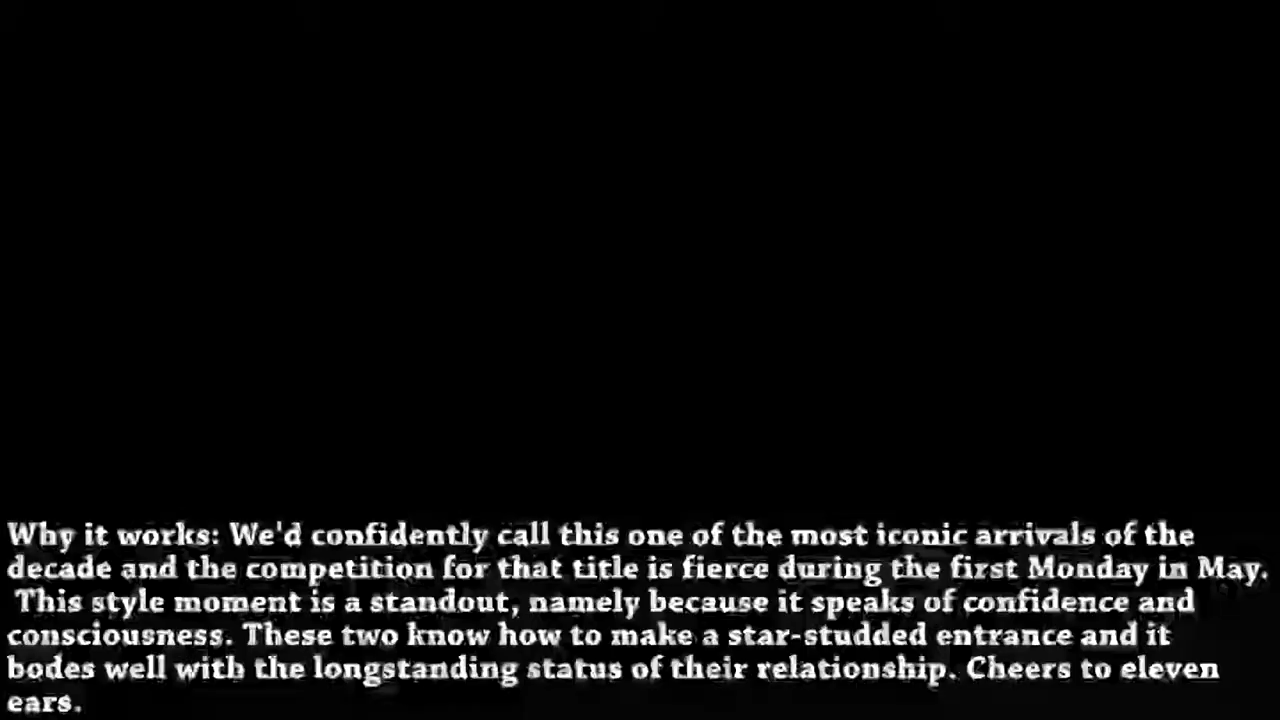 Why it works: We'd confidently call this one of the most iconic arrivals of the
decade and the competition for that title is fierce during the first Monday in May.
This style moment is a standout, namely because it speaks of confidence and
consciousness. These two know how to make a star-studded entrance and it
bodes well with the longstanding status of their relationship. Cheers to eleven
ears.